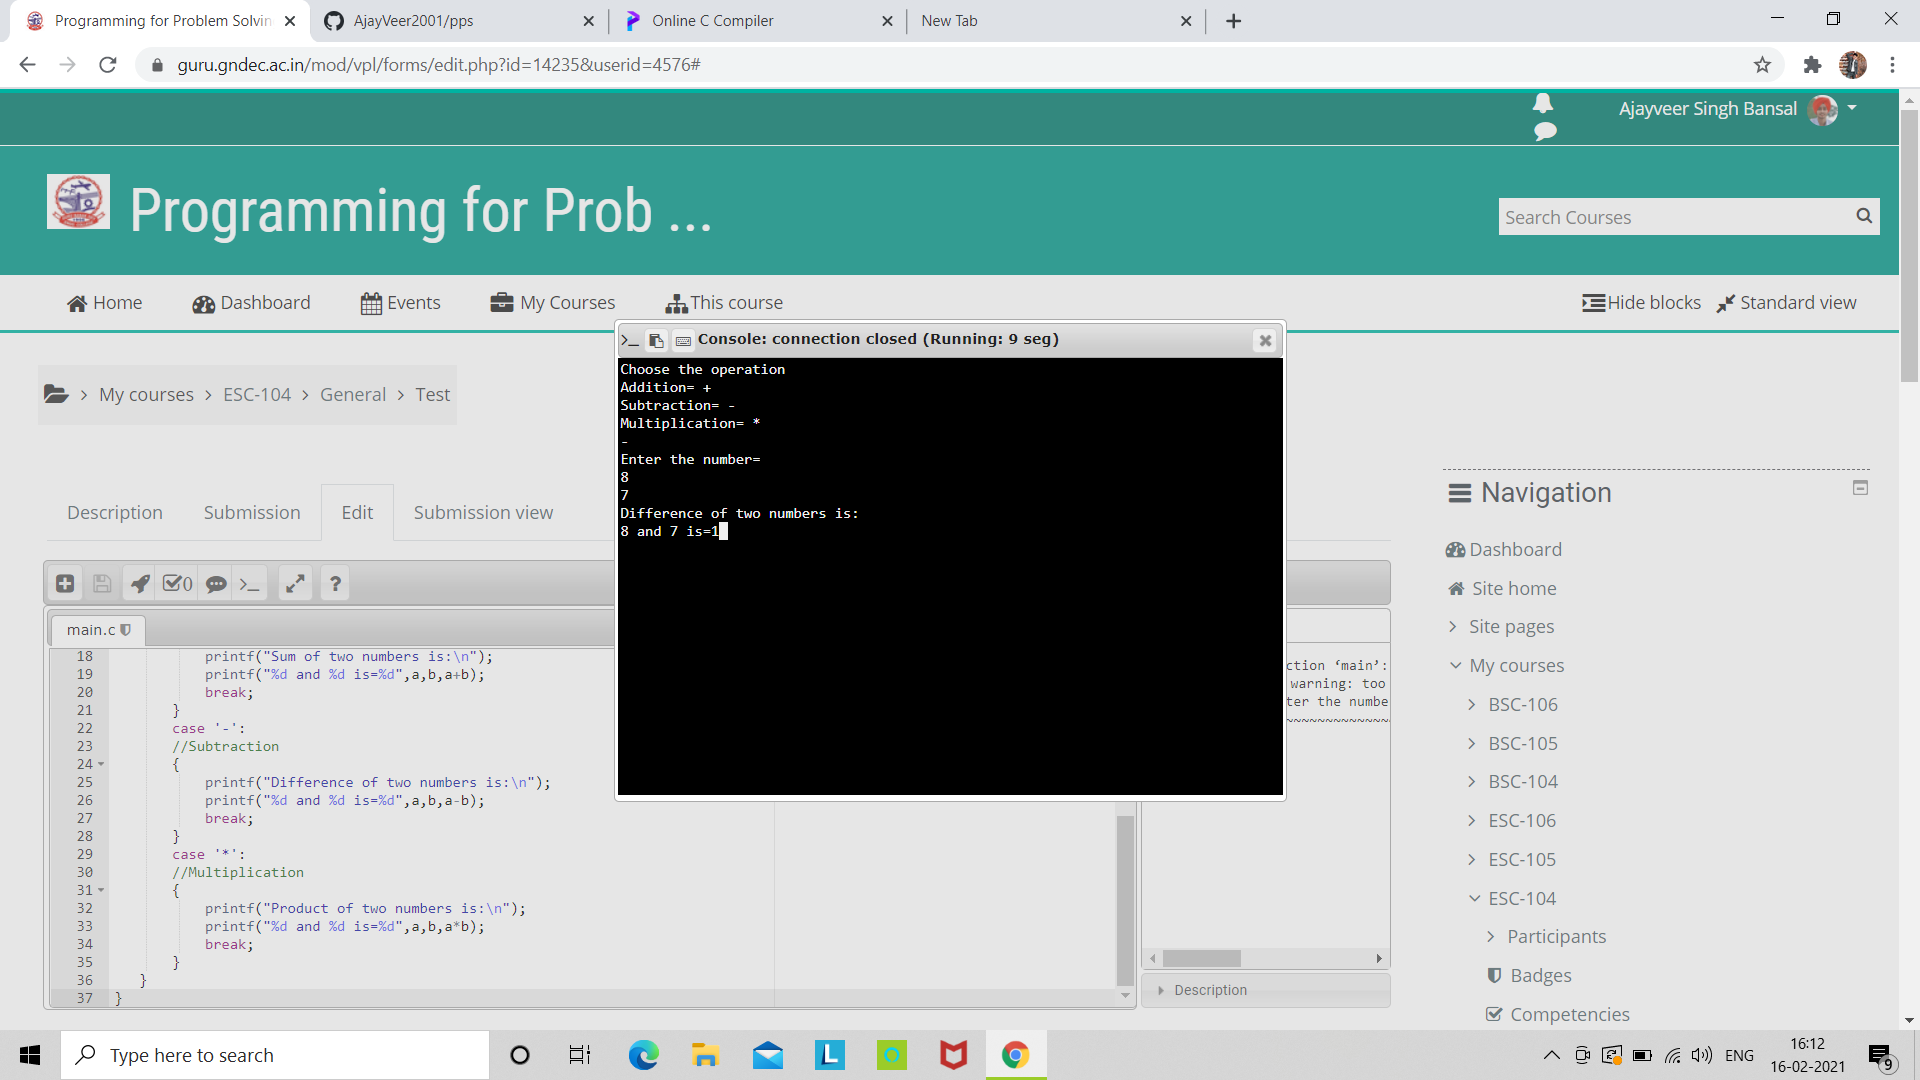 Programming for Problem Solvin
AjayVeer2001/pps
Online C Compiler
New Tab
guru.gndec.ac.in/mod/vpl/forms/edit.php?id=14235&userid=4576#
Ajayveer Singh Bansal
Programming for Prob ...
Search Courses
Home
Dashboard
Events
My Courses
This course
Hide blocks
Standard view
My courses > ESC-104 > General > Test
Description
Submission
Edit
Submission view
0
?
main.c
18 printf("Sum of two numbers is:\n");
19 printf("%d and %d is=%d",a,b,a+b);
20 break;
21 }
22 case '-':
23 //Subtraction
24 {
25 printf("Difference of two numbers is:\n");
26 printf("%d and %d is=%d",a,b,a-b);
27 break;
28 }
29 case '*':
30 //Multiplication
31 {
32 printf("Product of two numbers is:\n");
33 printf("%d and %d is=%d",a,b,a*b);
34 break;
35 }
36 }
37 }
Console: connection closed (Running: 9 seg)
Choose the operation
Addition= +
Subtraction= -
Multiplication= *
-
Enter the number=
8
7
Difference of two numbers is:
8 and 7 is=1
ction ‘main’:
warning: too
ter the numbe
~~~~~~~~~~~~~
Description
Navigation
Dashboard
Site home
Site pages
My courses
BSC-106
BSC-105
BSC-104
ESC-106
ESC-105
ESC-104
Participants
Badges
Competencies
Type here to search
L
ENG
16:12
16-02-2021
9